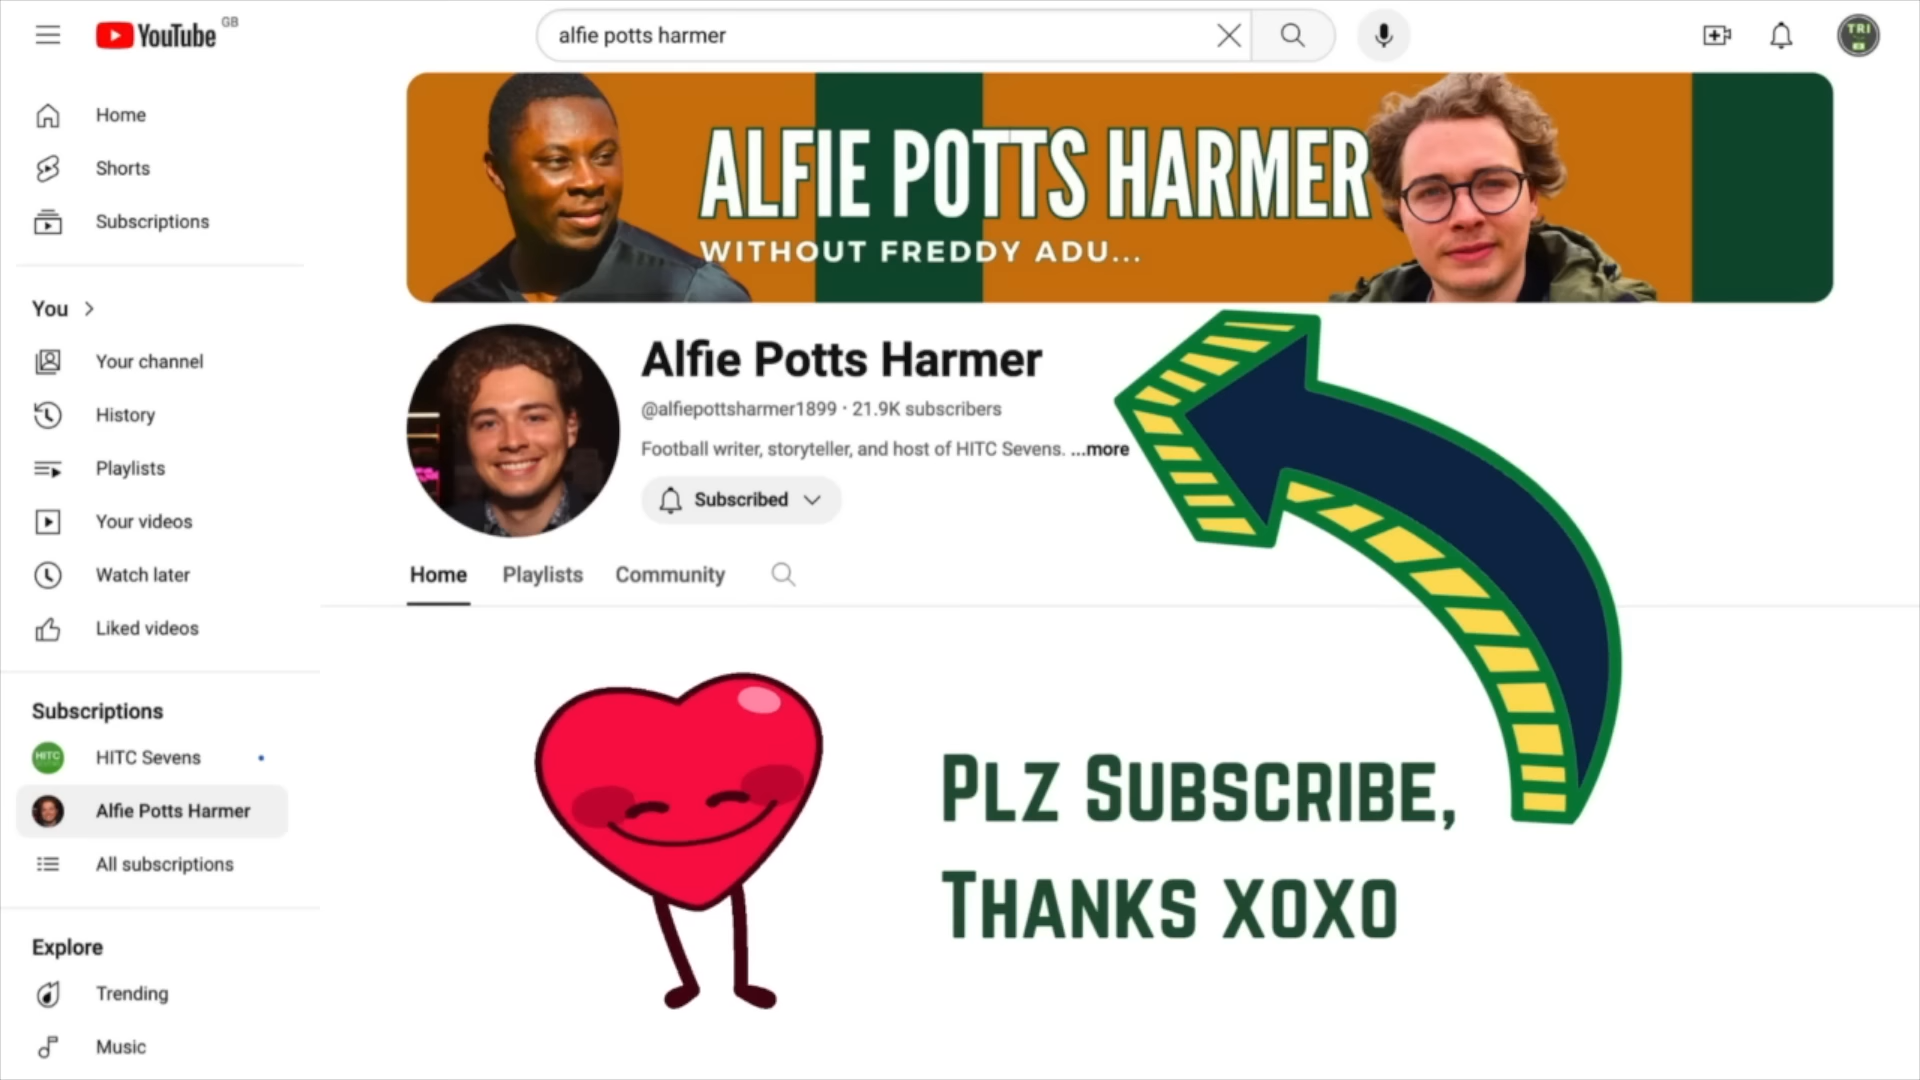 YouTube GB
alfie potts harmer
TRI
Home
Shorts
Subscriptions
You
Your channel
History
Playlists
Your videos
Watch later
Liked videos
Subscriptions
HITC
HITC Sevens
Alfie Potts Harmer
All subscriptions
Explore
Trending
Music
ALFIE POTTS HARMER
WITHOUT FREDDY ADU...
Alfie Potts Harmer
@alfiepottsharmer1899 · 21.9K subscribers
Football writer, storyteller, and host of HITC Sevens. ...more
Subscribed
Home Playlists Community
PLZ SUBSCRIBE,
THANKS XOXO